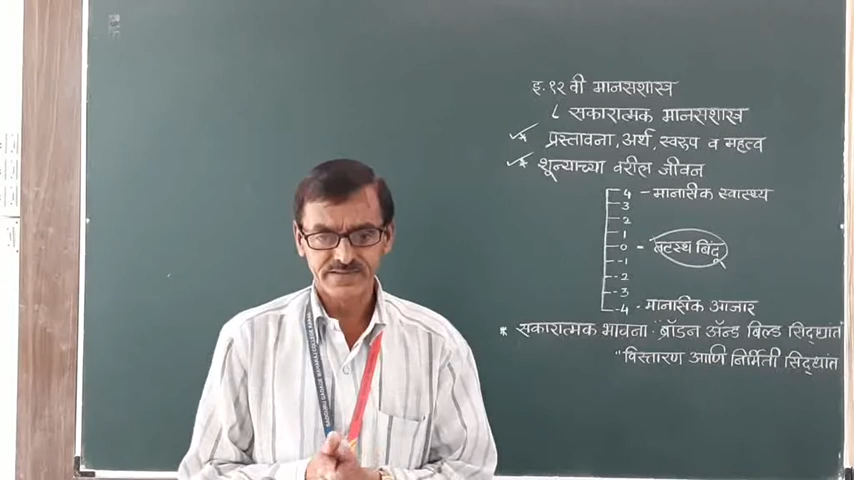 इ. १२ वी मानसशास्त्र
८ सकारात्मक मानसशास्त्र
* प्रस्तावना, अर्थ, स्वरुप व महत्व
* शून्याच्या वरील जीवन
4 - मानसिक स्वास्थ्य
3
2
1
0 - तटस्थ बिंदू
-1
-2
-3
-4 - मानसिक आजार
* सकारात्मक भावना : ब्रॉडन अ‍ॅन्ड बिल्ड सिद्धांत
"विस्तारण आणि निर्मिती सिद्धांत